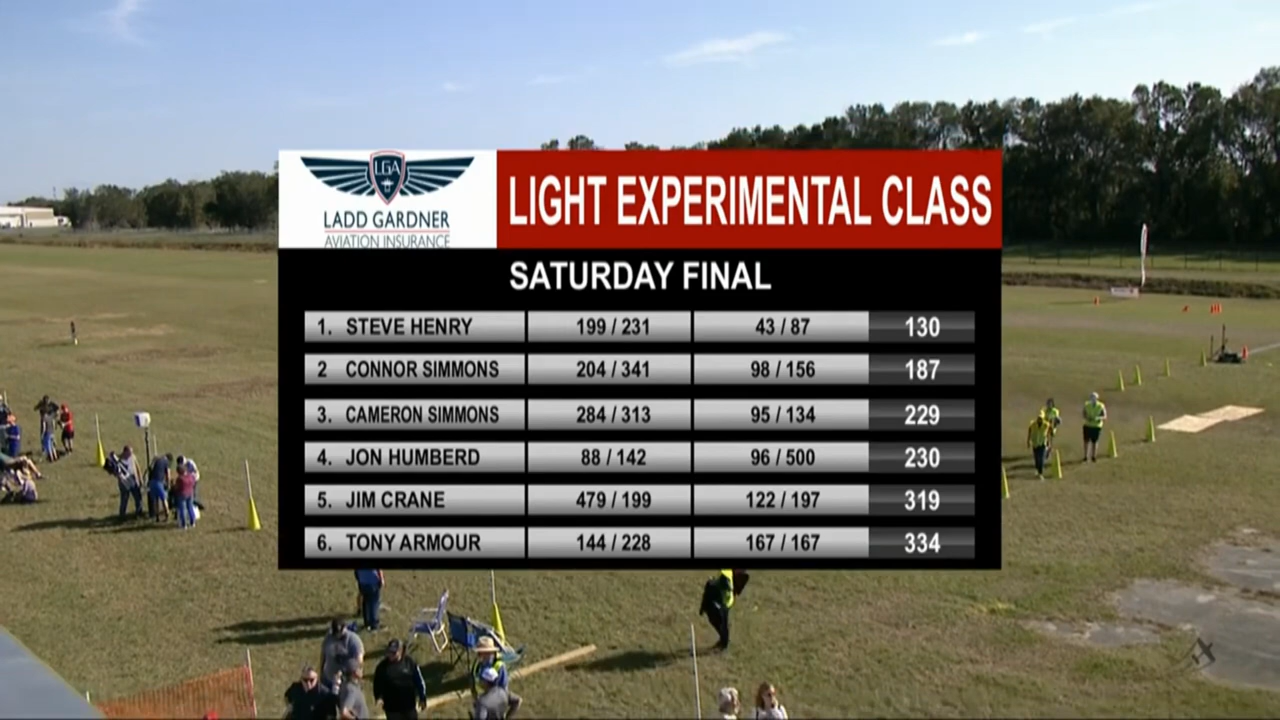 LGA
LADD GARDNER
AVIATION INSURANCE
LIGHT EXPERIMENTAL CLASS
SATURDAY FINAL
1. STEVE HENRY 199 / 231 43 / 87 130
2 CONNOR SIMMONS 204 / 341 98 / 156 187
3. CAMERON SIMMONS 284 / 313 95 / 134 229
4. JON HUMBERD 88 / 142 96 / 500 230
5. JIM CRANE 479 / 199 122 / 197 319
6. TONY ARMOUR 144 / 228 167 / 167 334